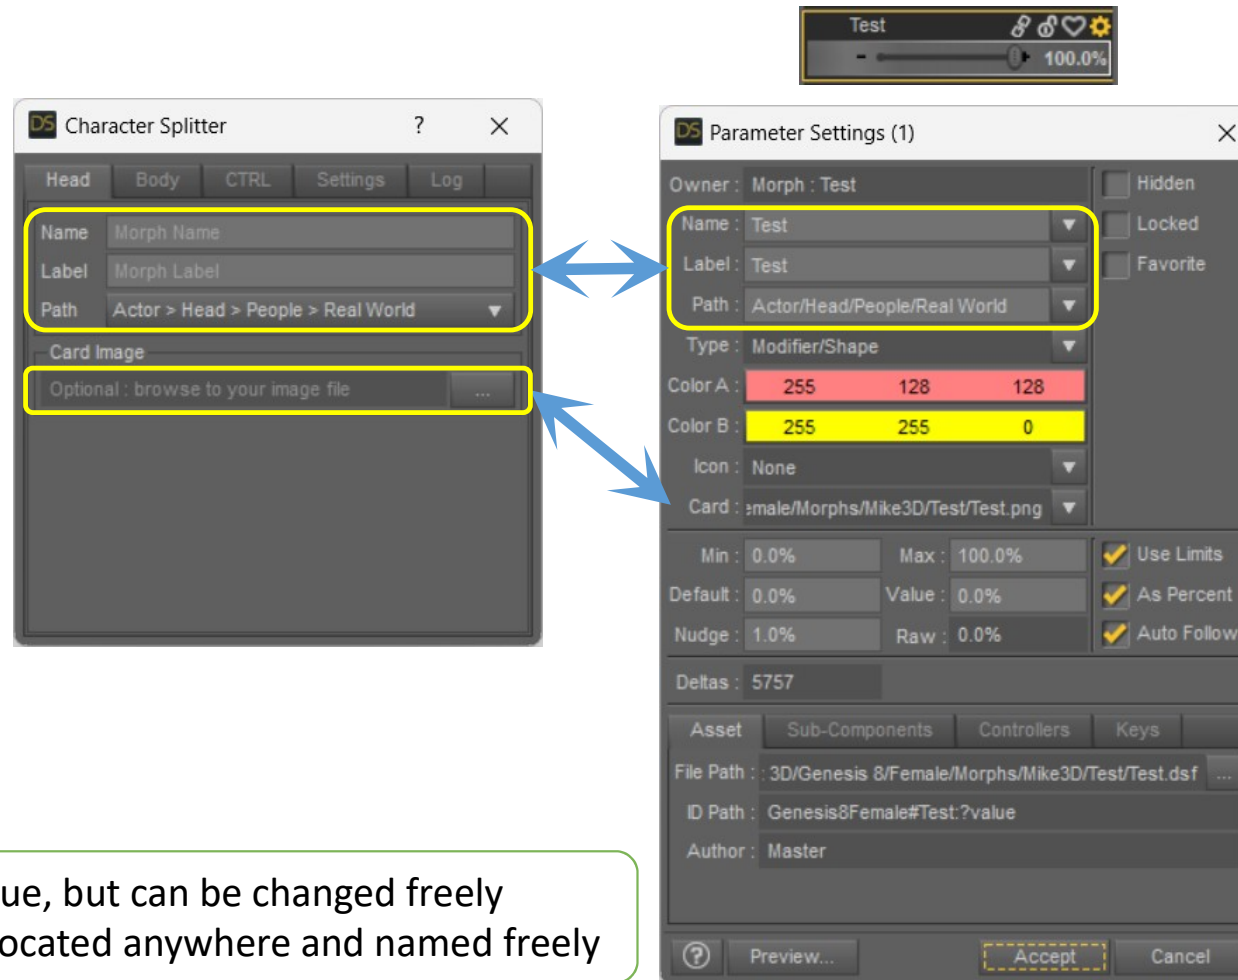 Test
- + 100.0%
DS Character Splitter ? ×
Head Body CTRL Settings Log
Name Morph Name
Label Morph Label
Path Actor > Head > People > Real World
Card Image
Optional : browse to your image file ...
DS Parameter Settings (1) ×
Owner : Morph : Test Hidden
Name : Test Locked
Label : Test Favorite
Path : Actor/Head/People/Real World
Type : Modifier/Shape
Color A : 255 128 128
Color B : 255 255 0
Icon : None
Card : emale/Morphs/Mike3D/Test/Test.png
Min : 0.0% Max : 100.0% Use Limits
Default : 0.0% Value : 0.0% As Percent
Nudge : 1.0% Raw : 0.0% Auto Follow
Deltas : 5757
Asset Sub-Components Controllers Keys
File Path : : 3D/Genesis 8/Female/Morphs/Mike3D/Test/Test.dsf ...
ID Path : Genesis8Female#Test:?value
Author : Master
? Preview... Accept Cancel
ue, but can be changed freely
ocated anywhere and named freely